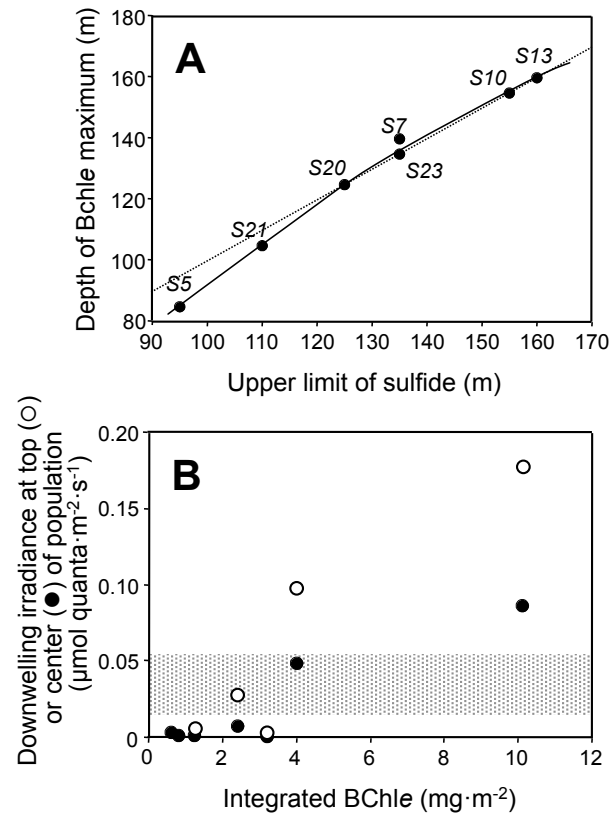 A
Depth of Bchle maximum (m)
180
160
140
120
100
80
S13
S10
S7
S23
S20
S21
S5
90 100 110 120 130 140 150 160 170
Upper limit of sulfide (m)
B
Downwelling irradiance at top (○)
or center (●) of population
(µmol quanta·m-2·s-1)
0.20
0.15
0.10
0.05
0
0 2 4 6 8 10 12
Integrated BChle (mg·m-2)